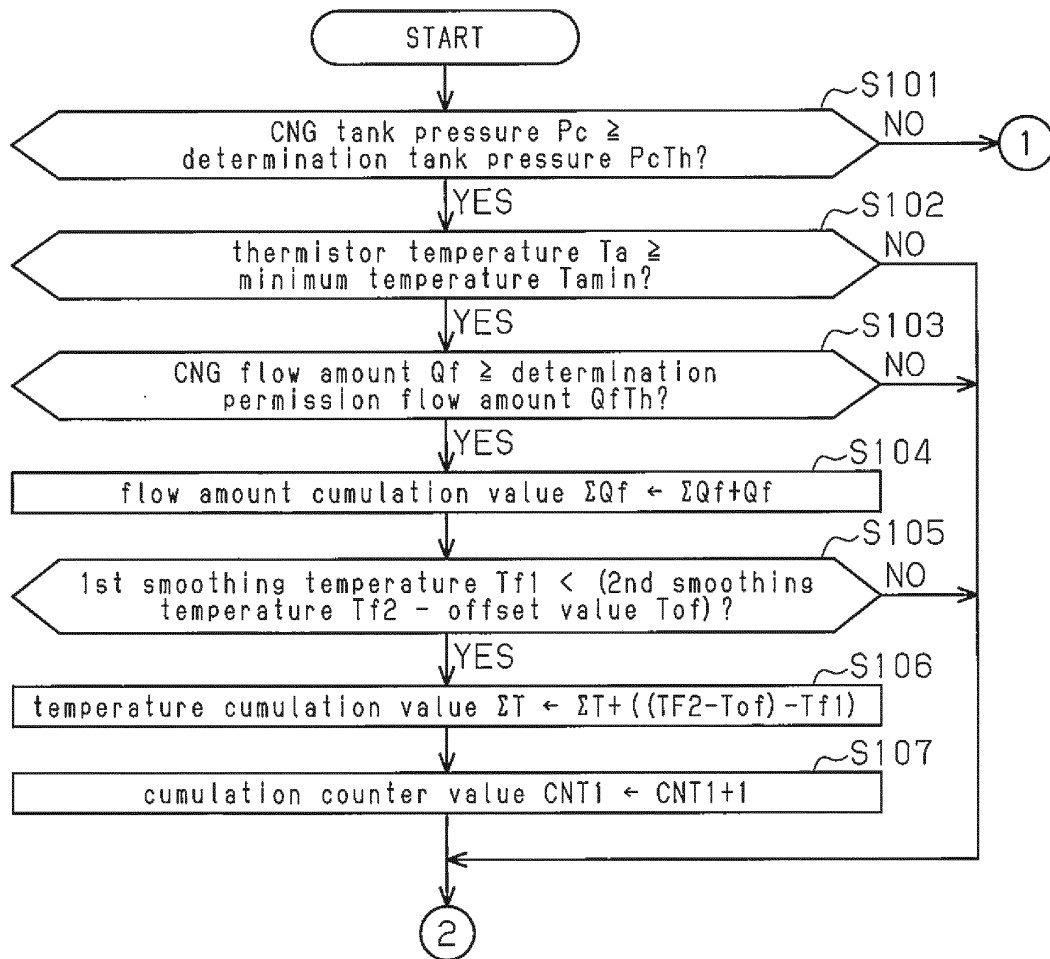 START
S101
CNG tank pressure Pc ≧
determination tank pressure PcTh?
NO
1
YES
S102
thermistor temperature Ta ≧
minimum temperature Tamin?
NO
YES
S103
CNG flow amount Qf ≧ determination
permission flow amount QfTh?
NO
YES
S104
flow amount cumulation value ΣQf ← ΣQf+Qf
S105
1st smoothing temperature Tf1 < (2nd smoothing
temperature Tf2 - offset value Tof)?
NO
YES
S106
temperature cumulation value ΣT ← ΣT+((TF2-Tof)-Tf1)
S107
cumulation counter value CNT1 ← CNT1+1
2